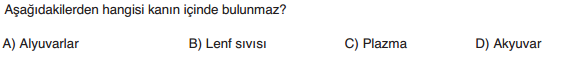 Aşağıdakilerden hangisi kanın içinde bulunmaz?
A) Alyuvarlar B) Lenf sıvısı C) Plazma D) Akyuvar